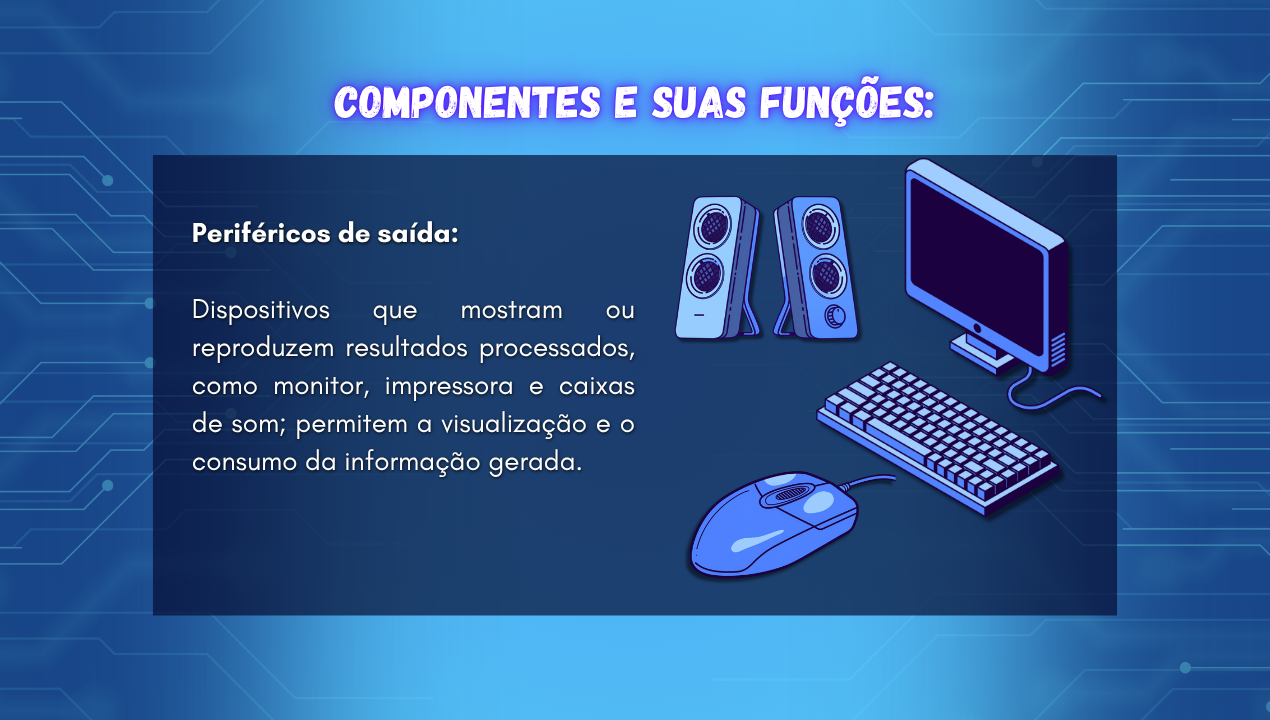 COMPONENTES E SUAS FUNÇÕES:
Periféricos de saída:
Dispositivos que mostram ou
reproduzem resultados processados,
como monitor, impressora e caixas
de som; permitem a visualização e o
consumo da informação gerada.